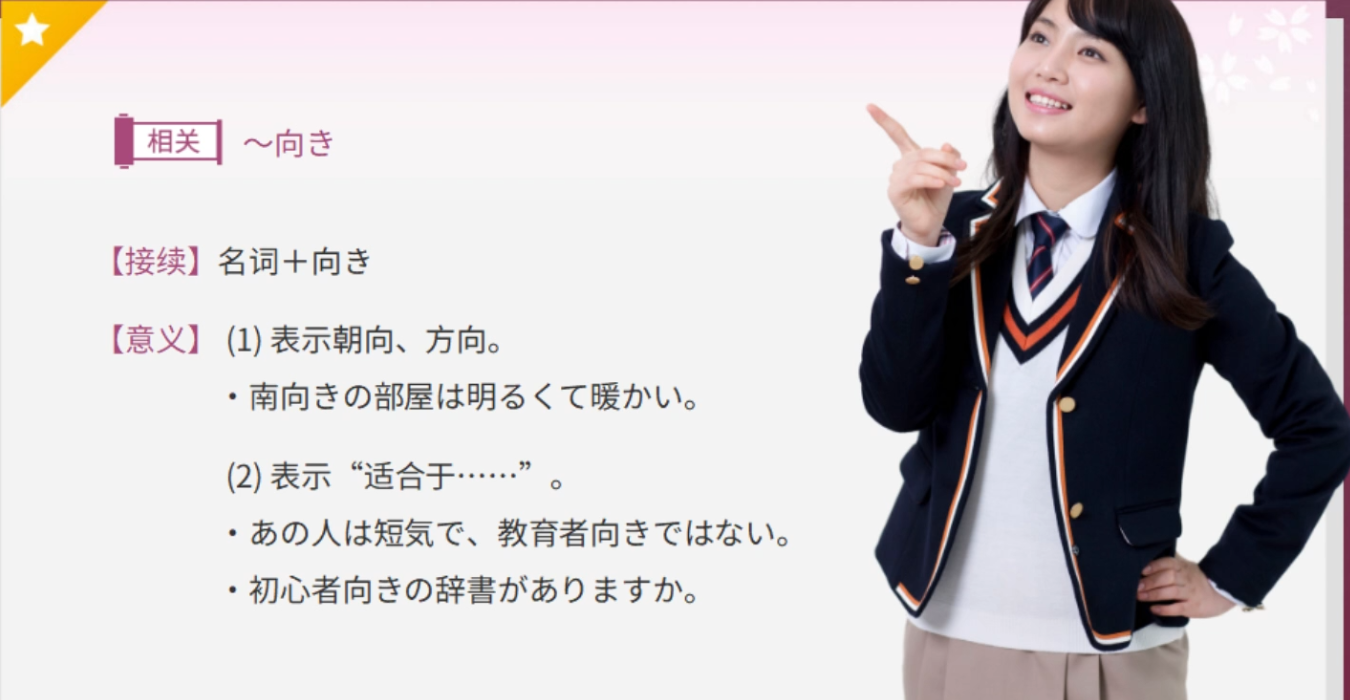 相关 ～向き
【接续】名词＋向き
【意义】 (1) 表示朝向、方向。
・南向きの部屋は明るくて暖かい。
(2) 表示“适合于……”。
・あの人は短気で、教育者向きではない。
・初心者向きの辞書がありますか。